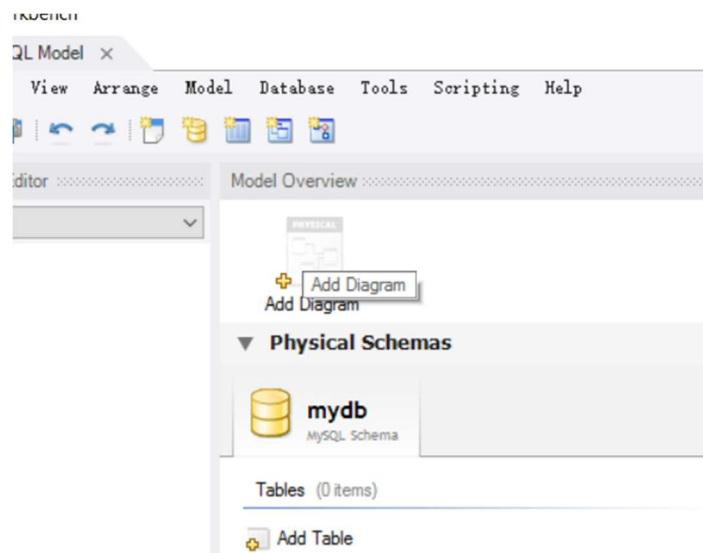 QL Model
View Arrange Model Database Tools Scripting Help
ditor
Model Overview
PHYSICAL
Add Diagram
Add Diagram
Physical Schemas
mydb
MySQL Schema
Tables (0 items)
Add Table